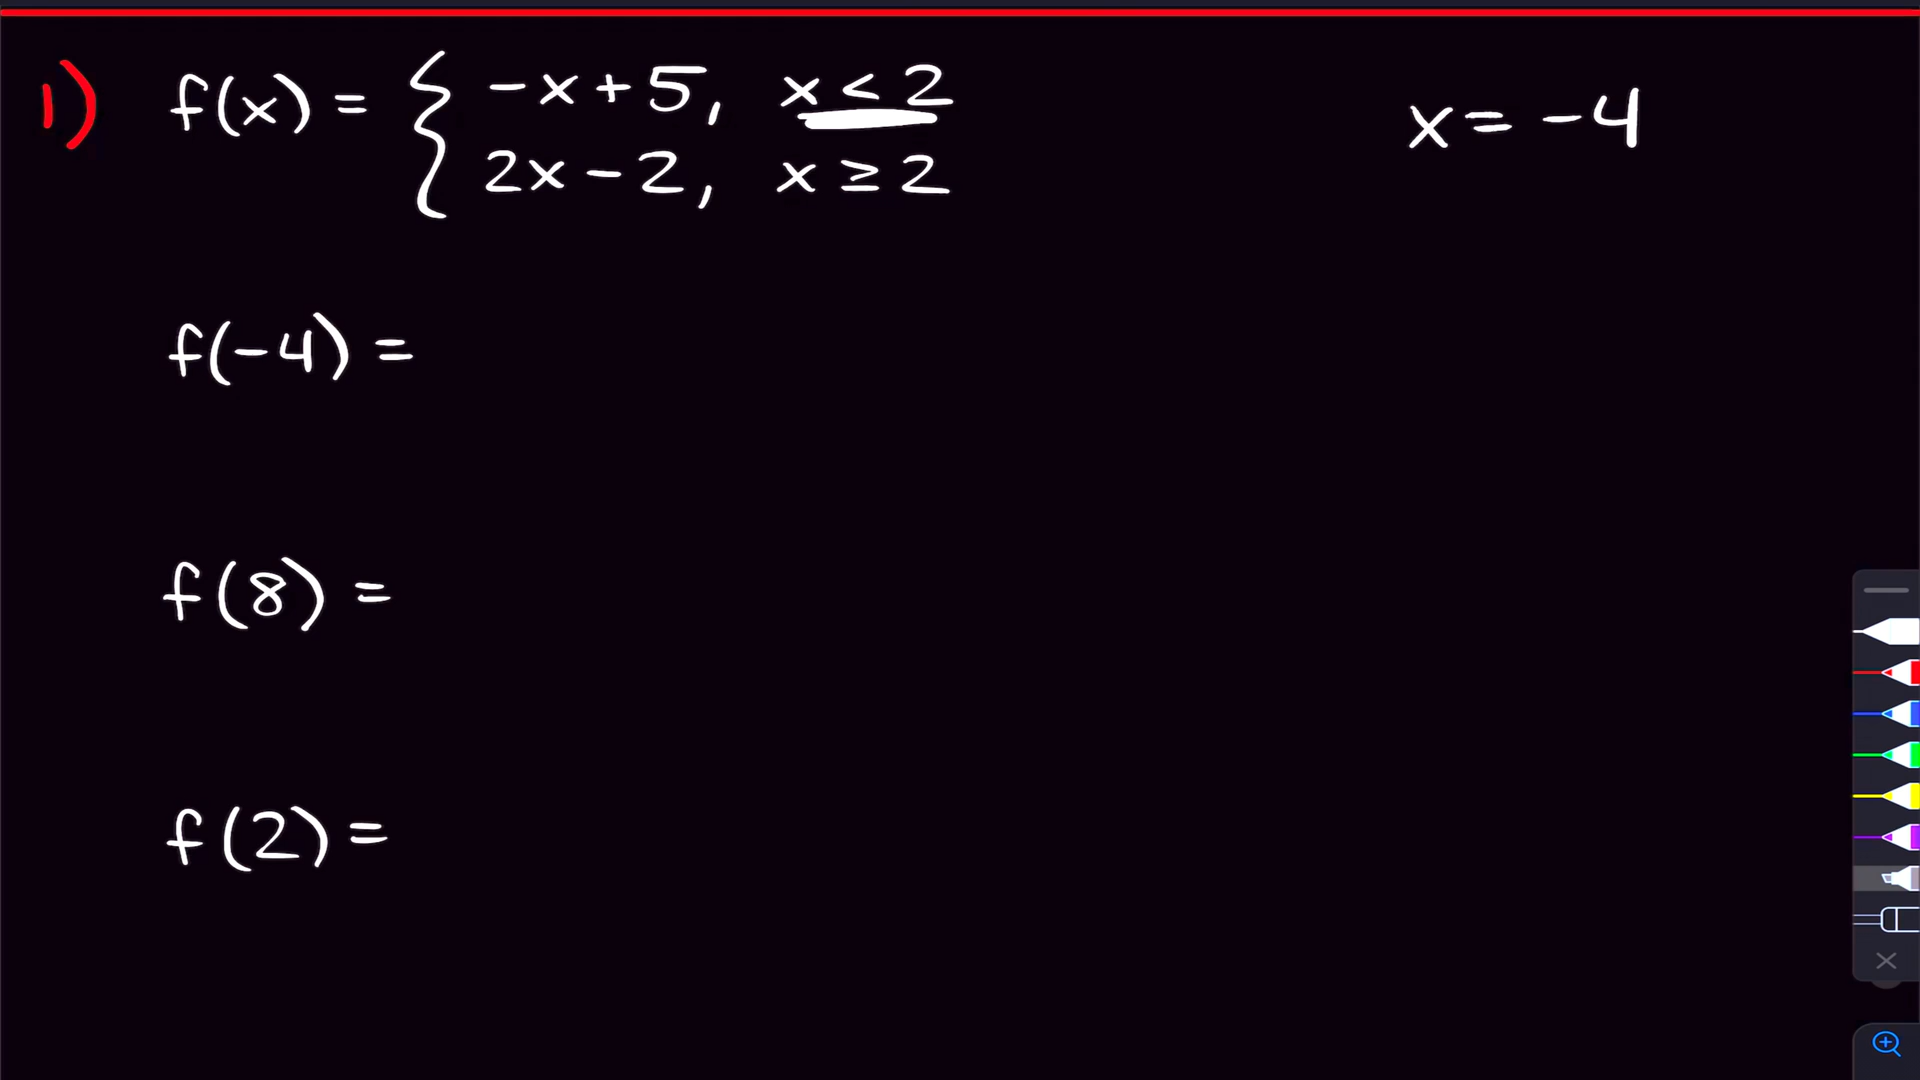 1) f(x) = { -x + 5, x < 2
2x - 2, x ≥ 2
x = -4
f(-4) =
f(8) =
f(2) =